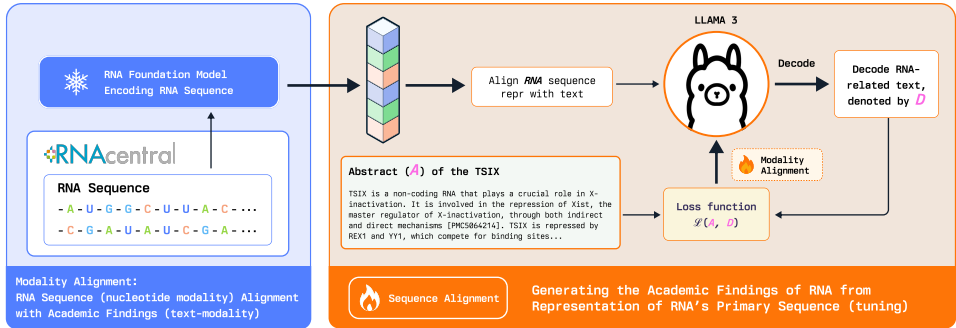 RNA Foundation Model
Encoding RNA Sequence
RNAcentral
RNA Sequence
- A - U - G - G - C - U - U - A - C - ···
- C - G - A - U - A - U - C - G - A - ···
Modality Alignment:
RNA Sequence (nucleotide modality) Alignment
with Academic Findings (text-modality)
Align RNA sequence
repr with text
LLAMA 3
Decode
Decode RNA-
related text,
denoted by D
Abstract (A) of the TSIX
TSIX is a non-coding RNA that plays a crucial role in X-
inactivation. It is involved in the repression of Xist, the
master regulator of X-inactivation, through both indirect
and direct mechanisms [PMC5064214]. TSIX is repressed by
REX1 and YY1, which compete for binding sites...
Modality
Alignment
Loss function
ℒ(A, D)
Sequence Alignment
Generating the Academic Findings of RNA from
Representation of RNA's Primary Sequence (tuning)